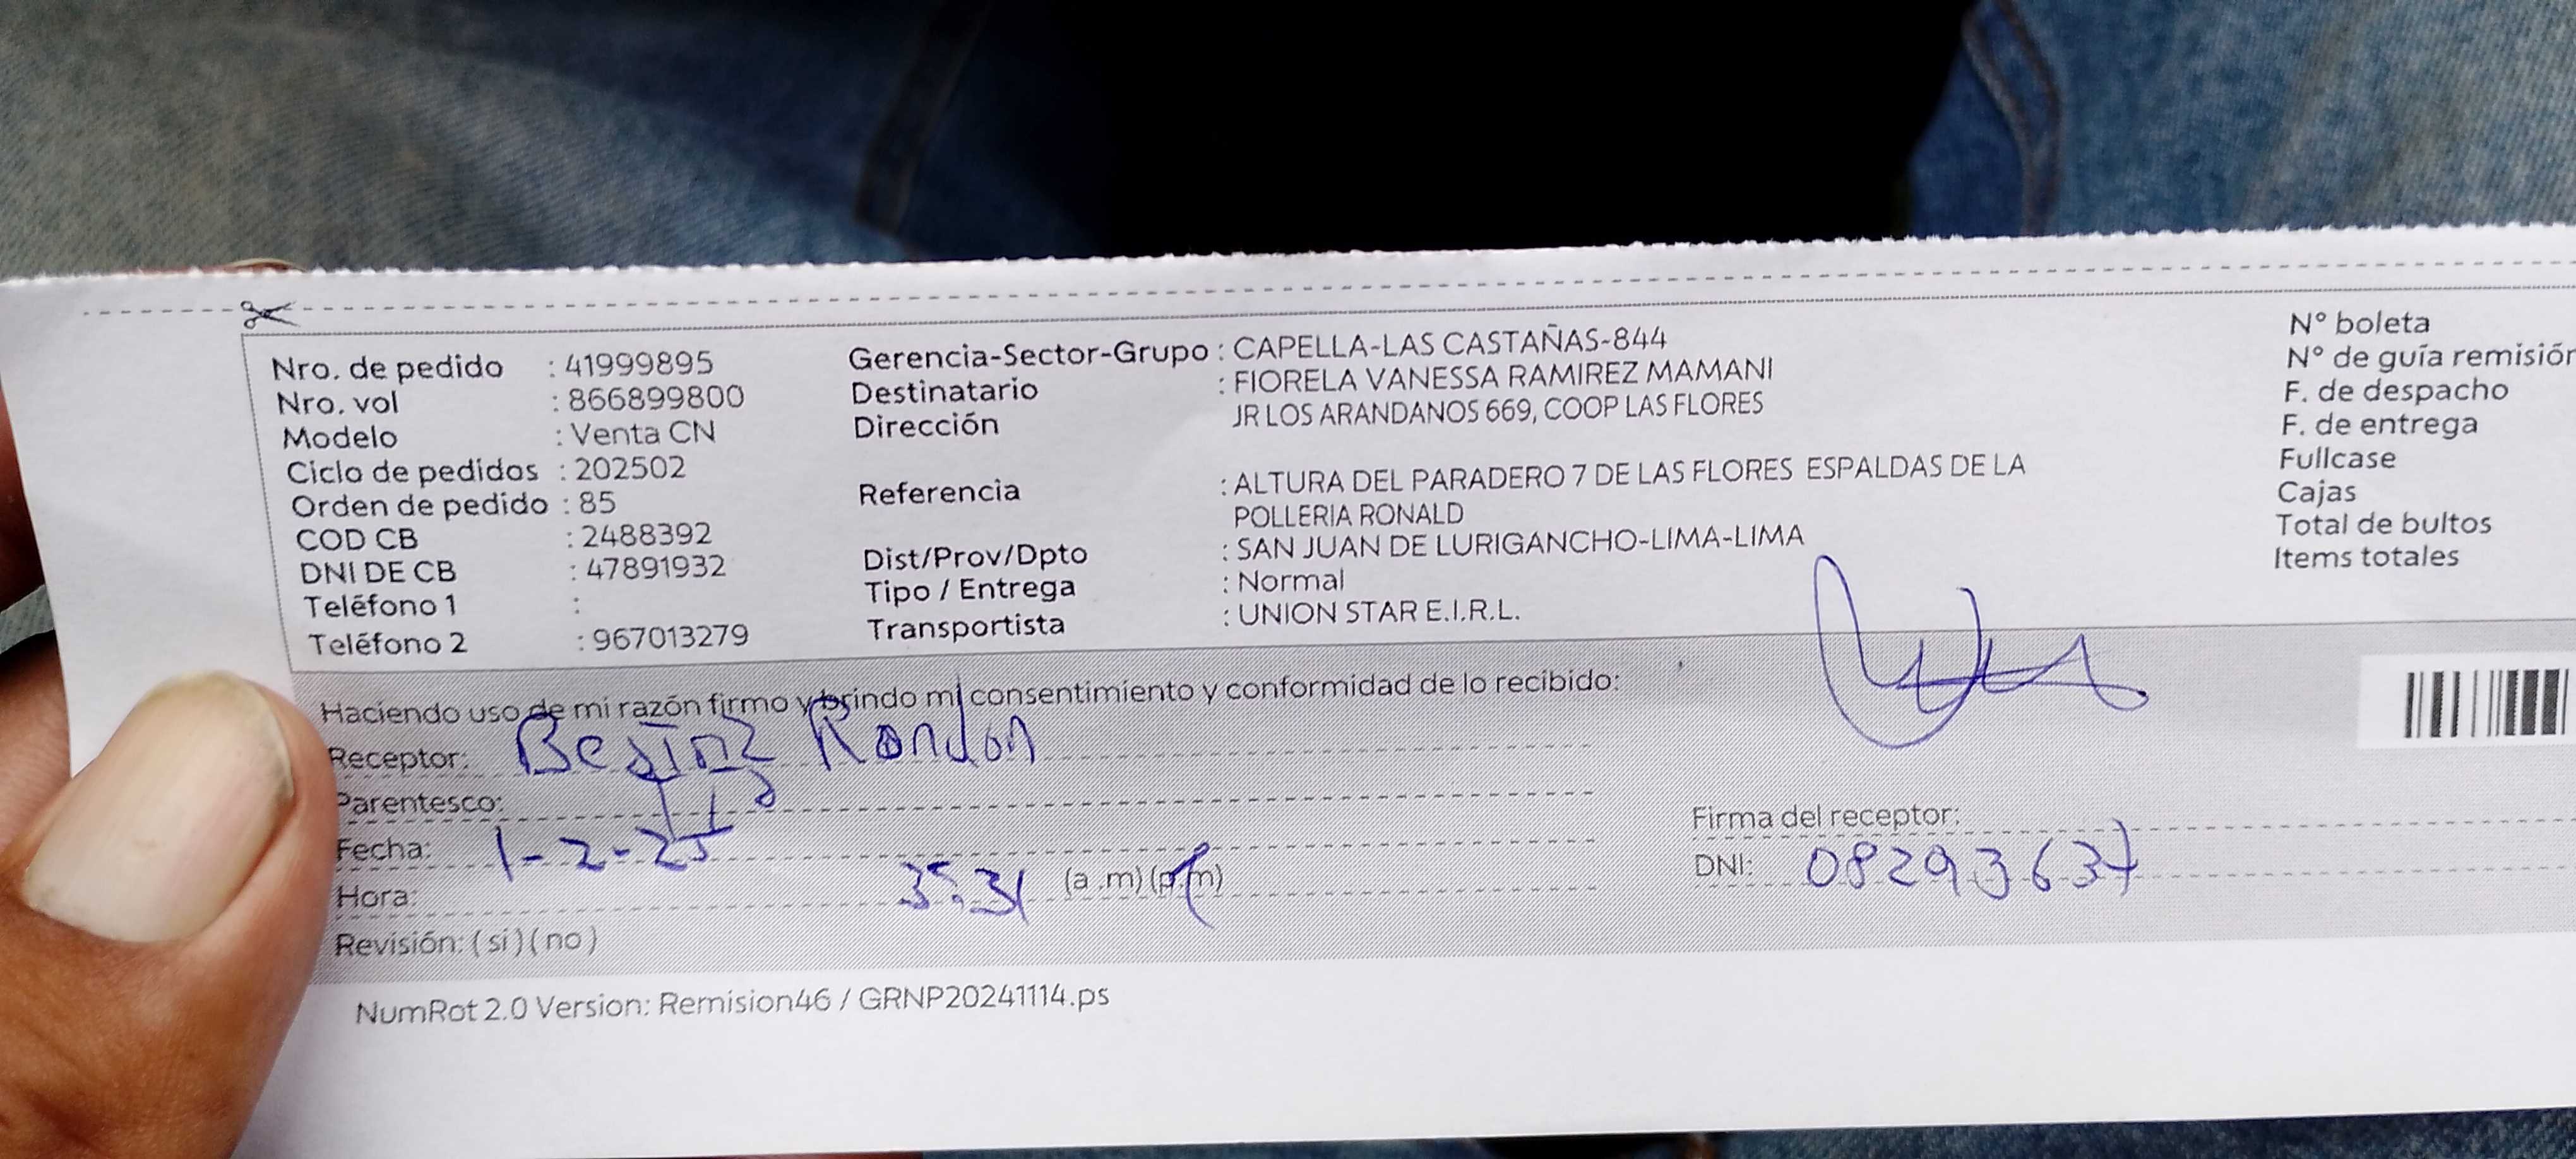 Nro. de pedido : 41999895
Nro. vol : 866899800
Modelo : Venta CN
Ciclo de pedidos : 202502
Orden de pedido : 85
COD CB : 2488392
DNI DE CB : 47891932
Teléfono 1 :
Teléfono 2 : 967013279
Gerencia-Sector-Grupo : CAPELLA-LAS CASTAÑAS-844
Destinatario : FIORELA VANESSA RAMIREZ MAMANI
Dirección JR LOS ARANDANOS 669, COOP LAS FLORES
Referencia : ALTURA DEL PARADERO 7 DE LAS FLORES ESPALDAS DE LA
POLLERIA RONALD
Dist/Prov/Dpto : SAN JUAN DE LURIGANCHO-LIMA-LIMA
Tipo / Entrega : Normal
Transportista : UNION STAR E.I.R.L.
N° boleta
N° de guía remisión
F. de despacho
F. de entrega
Fullcase
Cajas
Total de bultos
Items totales
Haciendo uso de mi razón firmo y brindo mi consentimiento y conformidad de lo recibido:
Receptor: Rondon
Parentesco:
Fecha: 1-2-25
Hora: 3:31 (a.m) (p.m)
Revisión: (si) (no)
Firma del receptor:
DNI: 08293637
NumRot 2.0 Version: Remision46 / GRNP20241114.ps